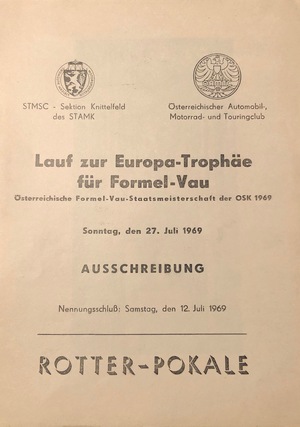 STMSC - Sektion Knittelfeld
des STAMK
Österreichischer Automobil-,
Motorrad- und Touringclub
Lauf zur Europa-Trophäe
für Formel-Vau
Österreichische Formel-Vau-Staatsmeisterschaft der OSK 1969
Sonntag, den 27. Juli 1969
AUSSCHREIBUNG
Nennungsschluß: Samstag, den 12. Juli 1969
ROTTER-POKALE